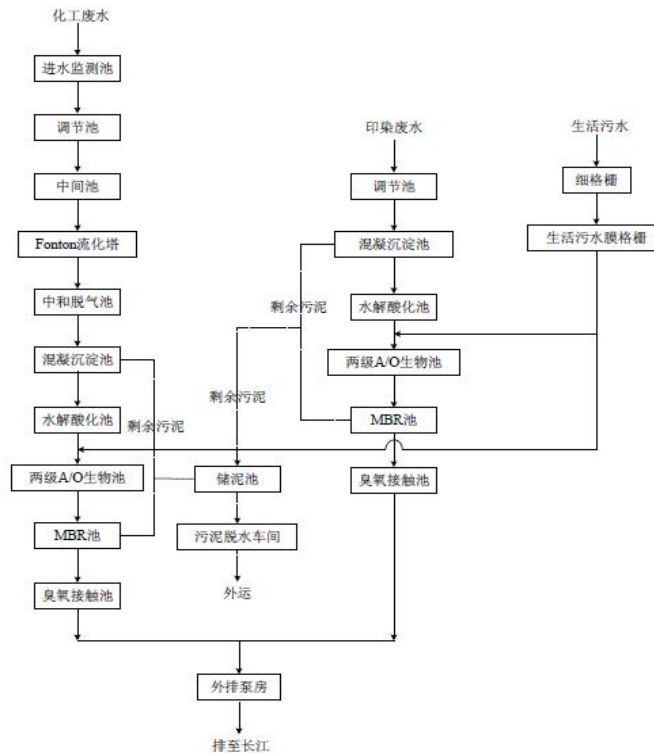 化工废水
进水监测池
调节池
中间池
Fonton流化塔
中和脱气池
混凝沉淀池
水解酸化池
两级A/O生物池
MBR池
臭氧接触池
剩余污泥
印染废水
调节池
混凝沉淀池
水解酸化池
两级A/O生物池
MBR池
臭氧接触池
剩余污泥
剩余污泥
生活污水
细格栅
生活污水膜格栅
储泥池
污泥脱水车间
外运
外排泵房
排至长江